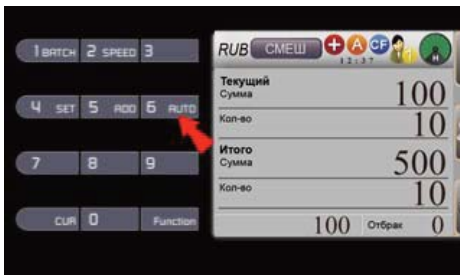 1 BATCH 2 SPEED 3
4 SET 5 ADD 6 AUTO
7 8 9
CUR 0 Function
RUB СМЕШ A CF 1
12:37
Текущий
Сумма 100
Кол-во 10
Итого
Сумма 500
Кол-во 10
100 Отбрак 0